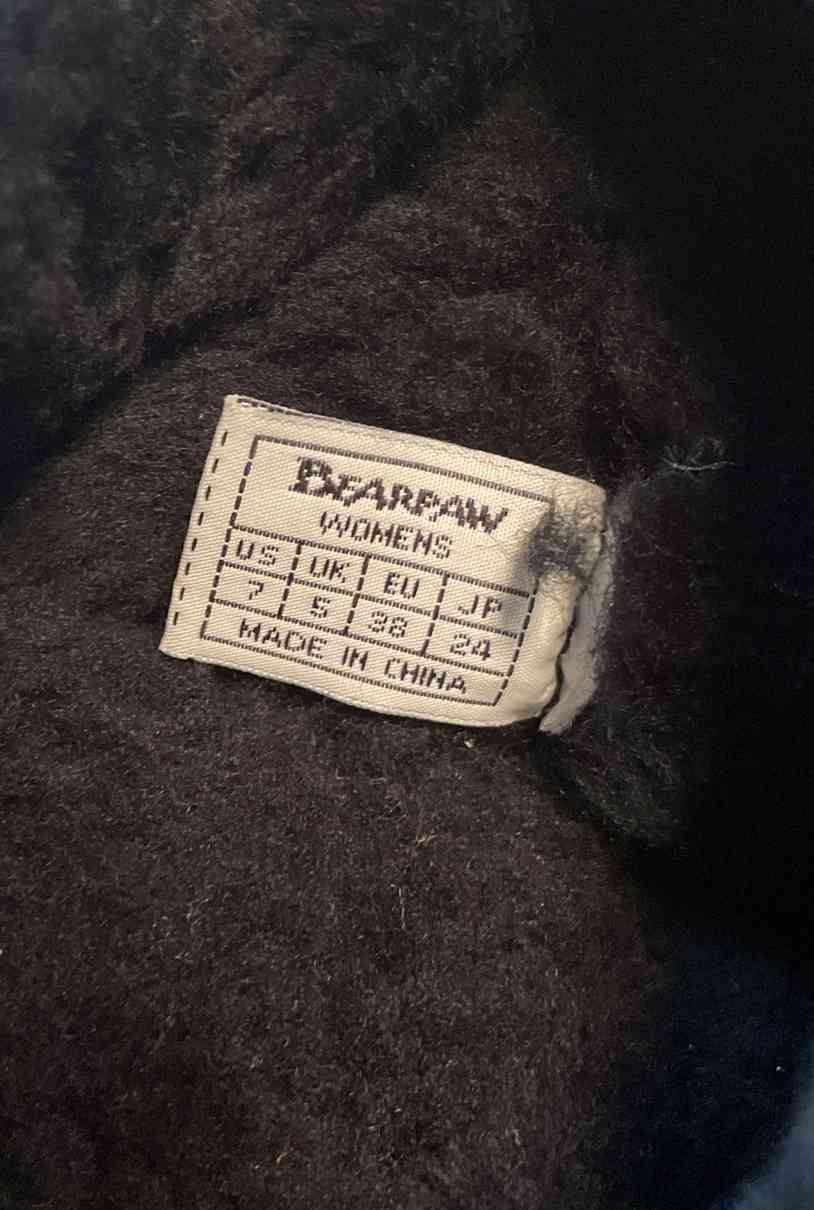 BEARPAW
WOMENS
US UK EU JP
7 5 38 24
MADE IN CHINA